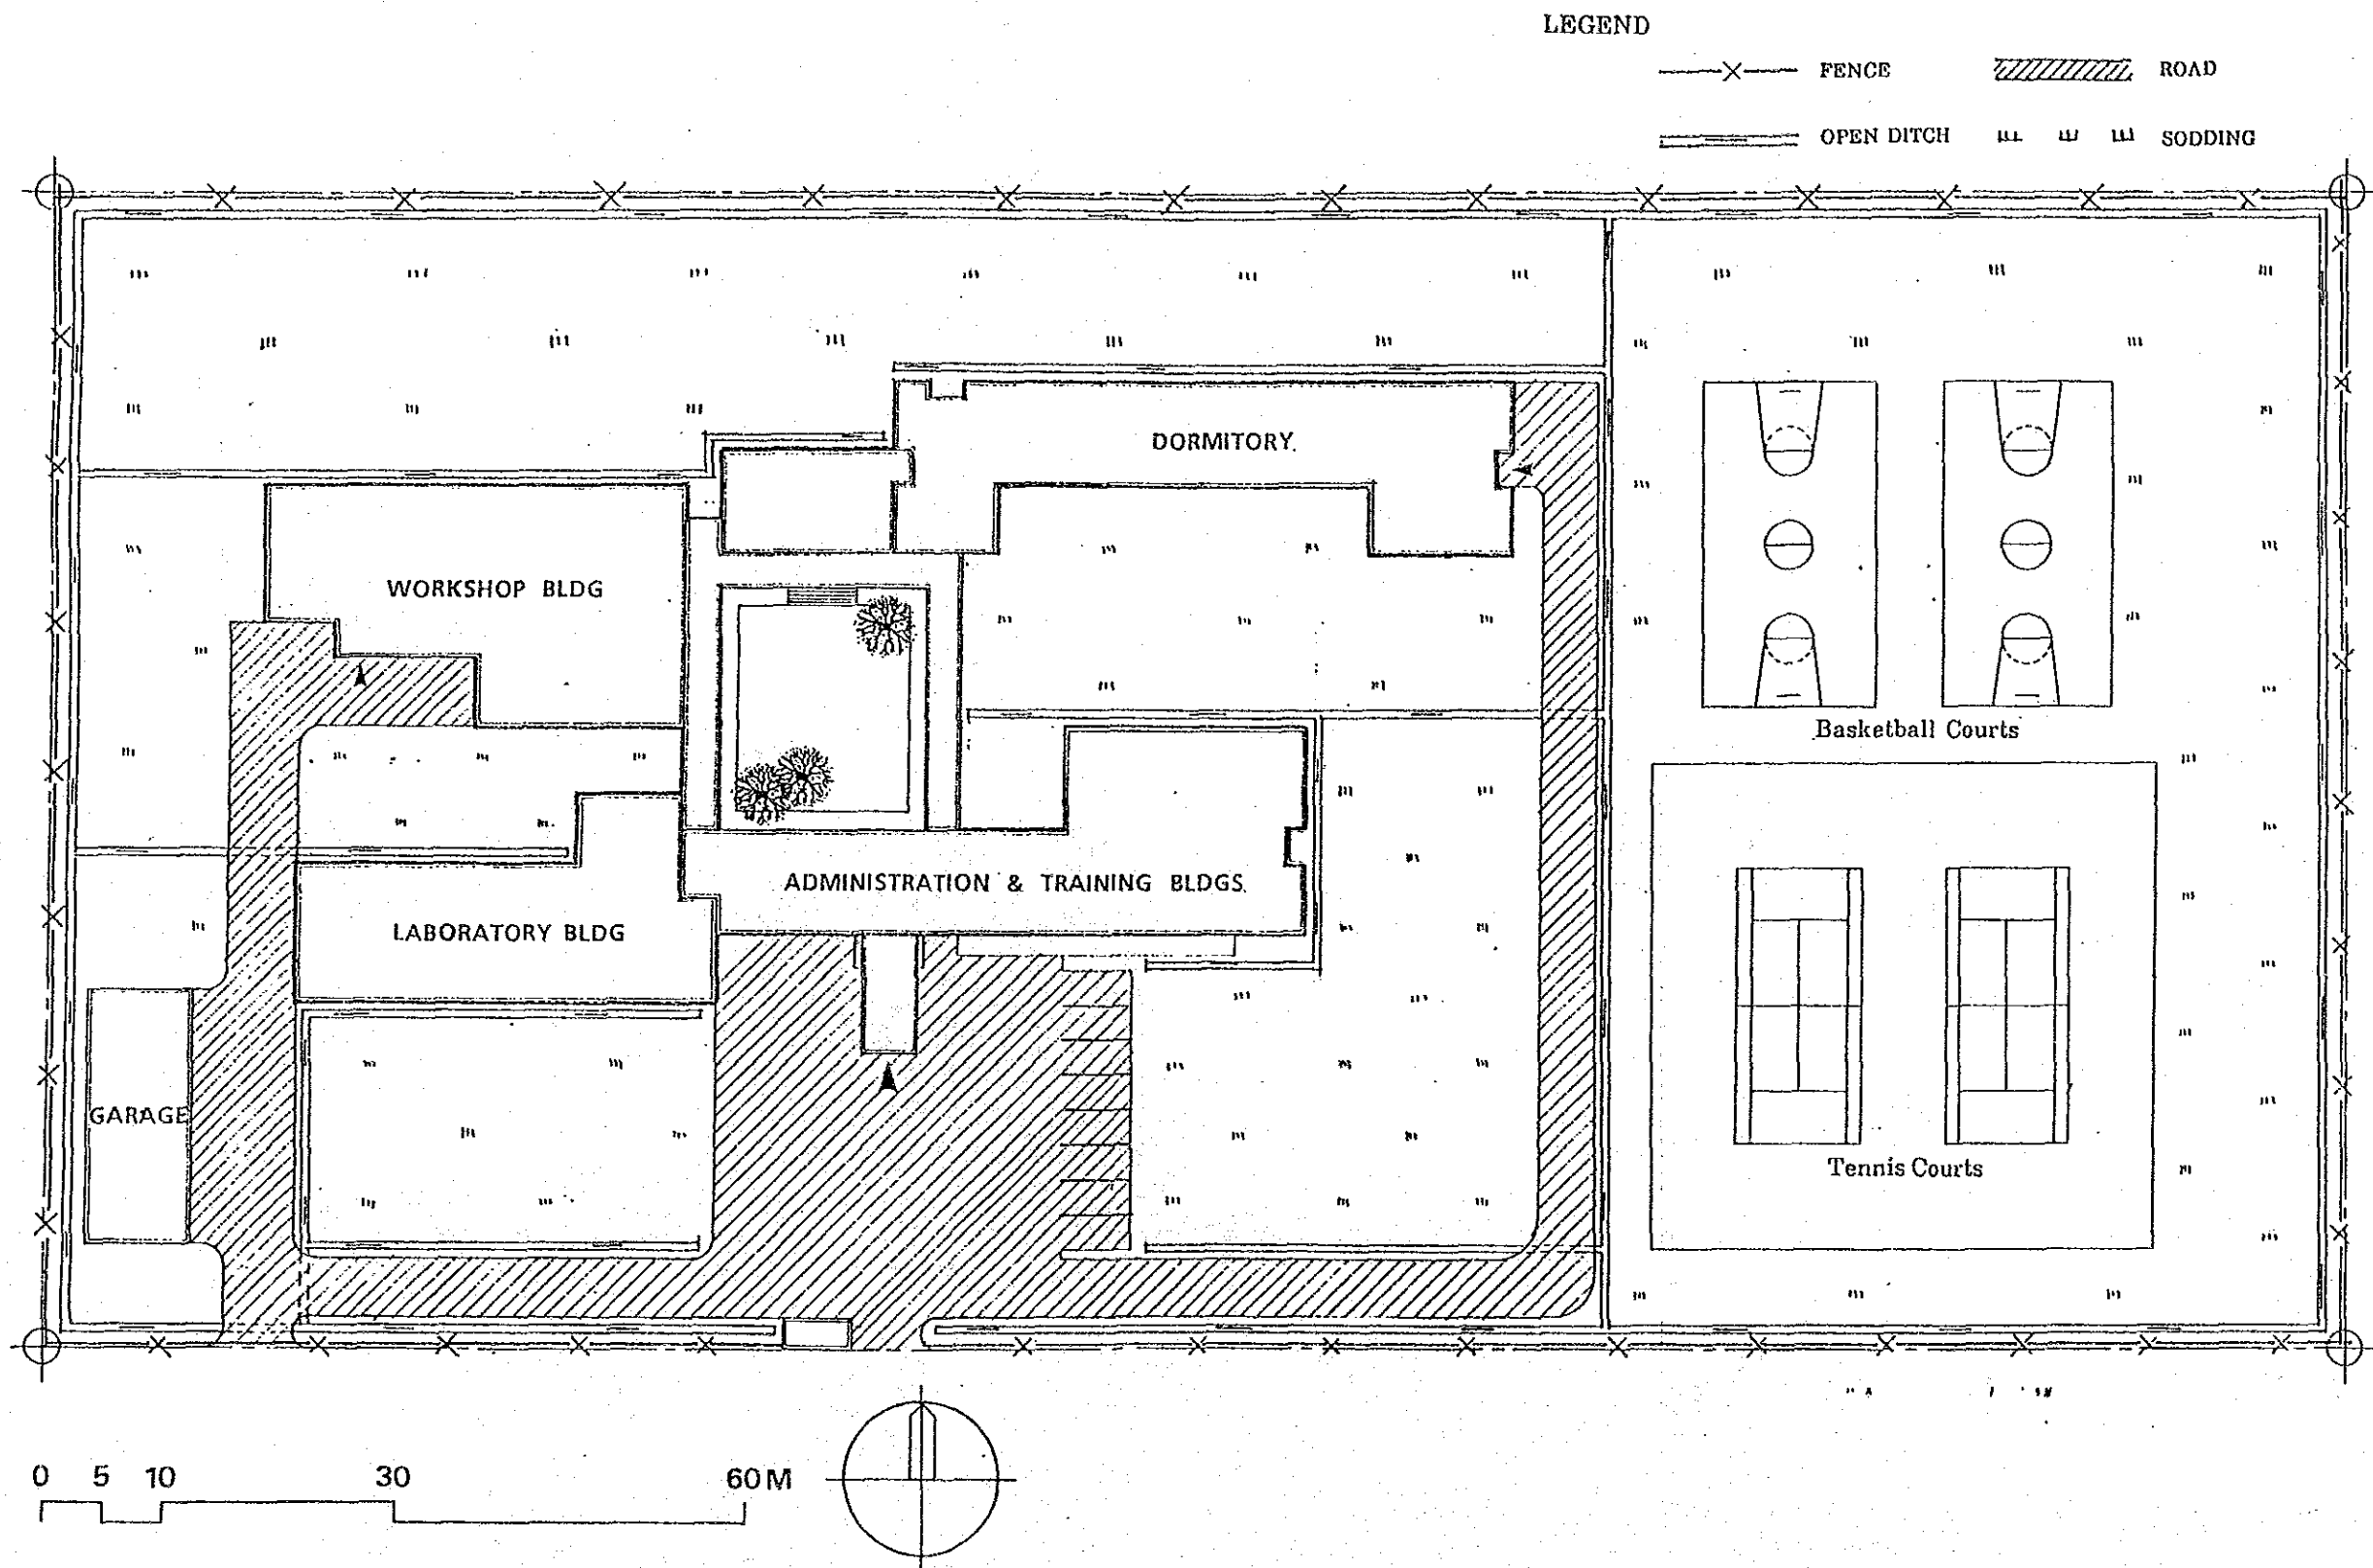 LEGEND
FENCE
ROAD
OPEN DITCH
SODDING
DORMITORY.
WORKSHOP BLDG
Basketball Courts
ADMINISTRATION & TRAINING BLDGS.
LABORATORY BLDG
GARAGE
Tennis Courts
0 5 10 30 60M